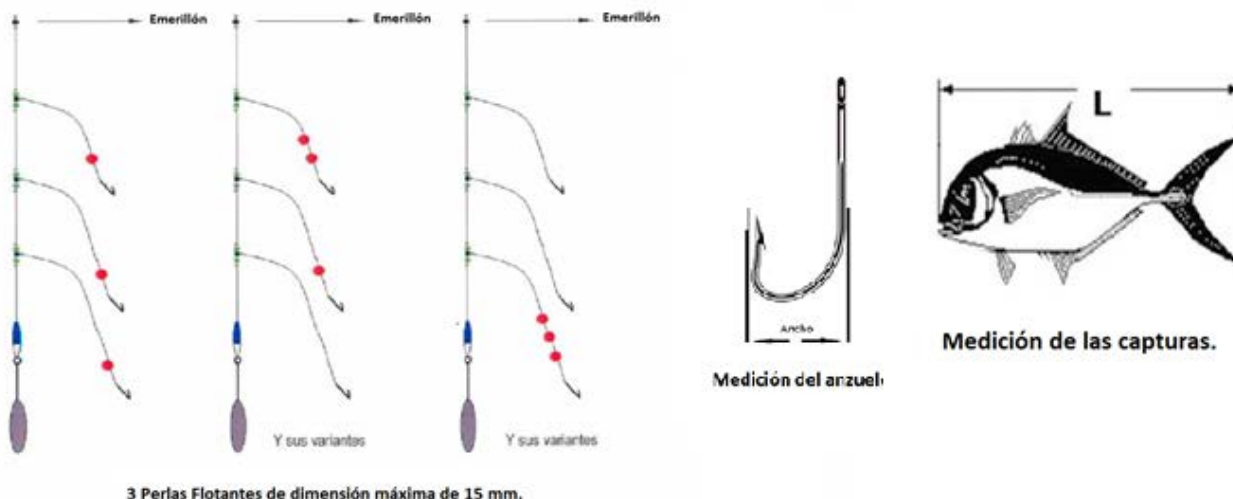 Emerillón
Emerillón
Emerillón
L
Ancho
Medición de las capturas.
Medición del anzuel
Y sus variantes
Y sus variantes
3 Perlas Flotantes de dimensión máxima de 15 mm.